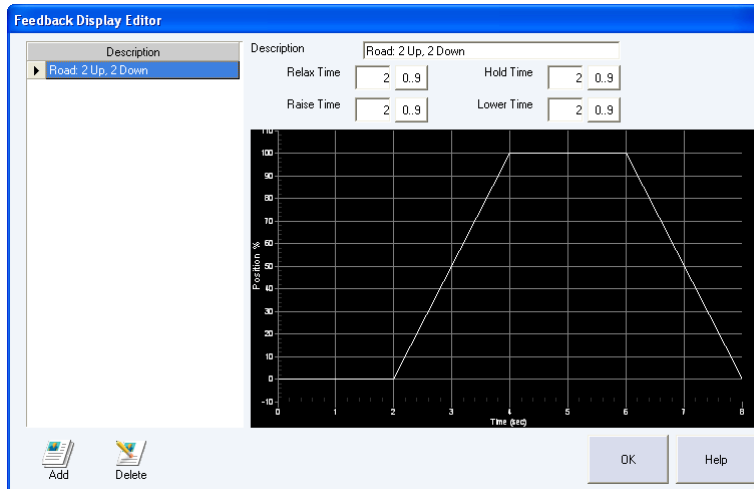 Feedback Display Editor
Description
Road: 2 Up, 2 Down
Description Road: 2 Up, 2 Down
Relax Time 2 0..9 Hold Time 2 0..9
Raise Time 2 0..9 Lower Time 2 0..9
110
100
90
80
70
60
50
40
30
20
10
0
-10
Position %
0 1 2 3 4 5 6 7 8
Time (sec)
Add Delete OK Help